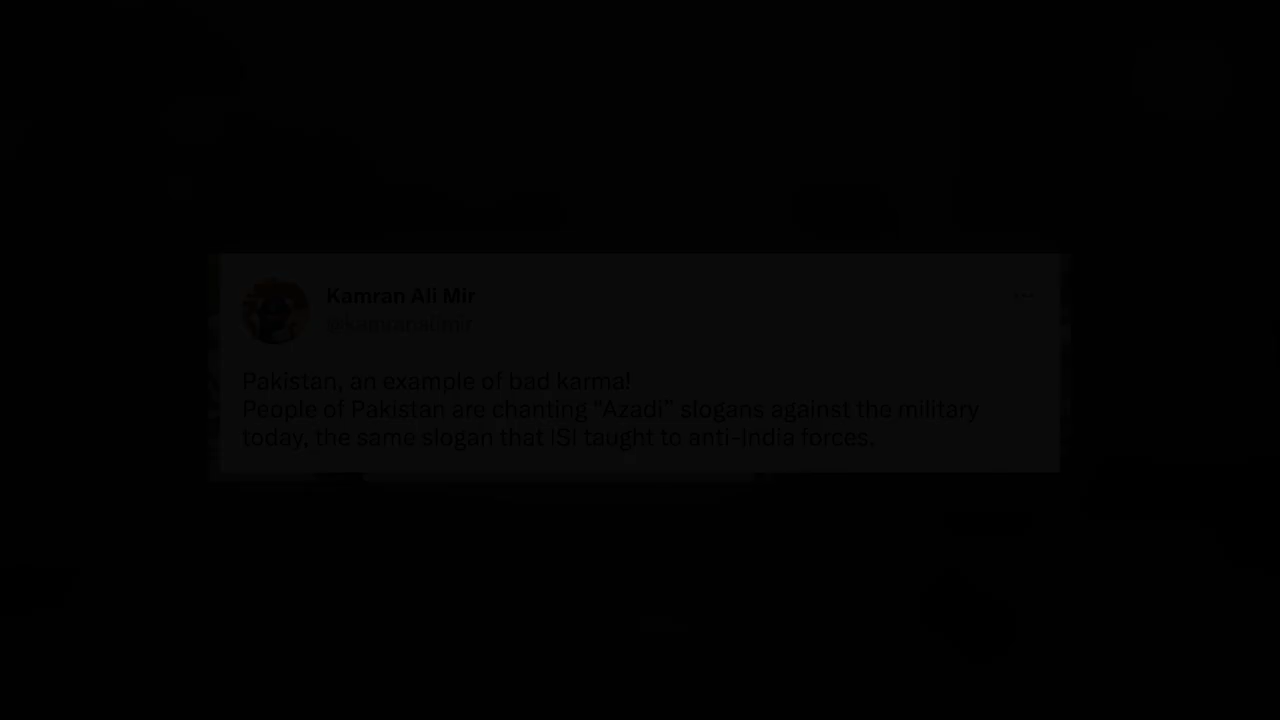 Kamran Ali Mir
@kamranalimir
Pakistan, an example of bad karma!
People of Pakistan are chanting "Azadi" slogans against the military
today, the same slogan that ISI taught to anti-India forces.